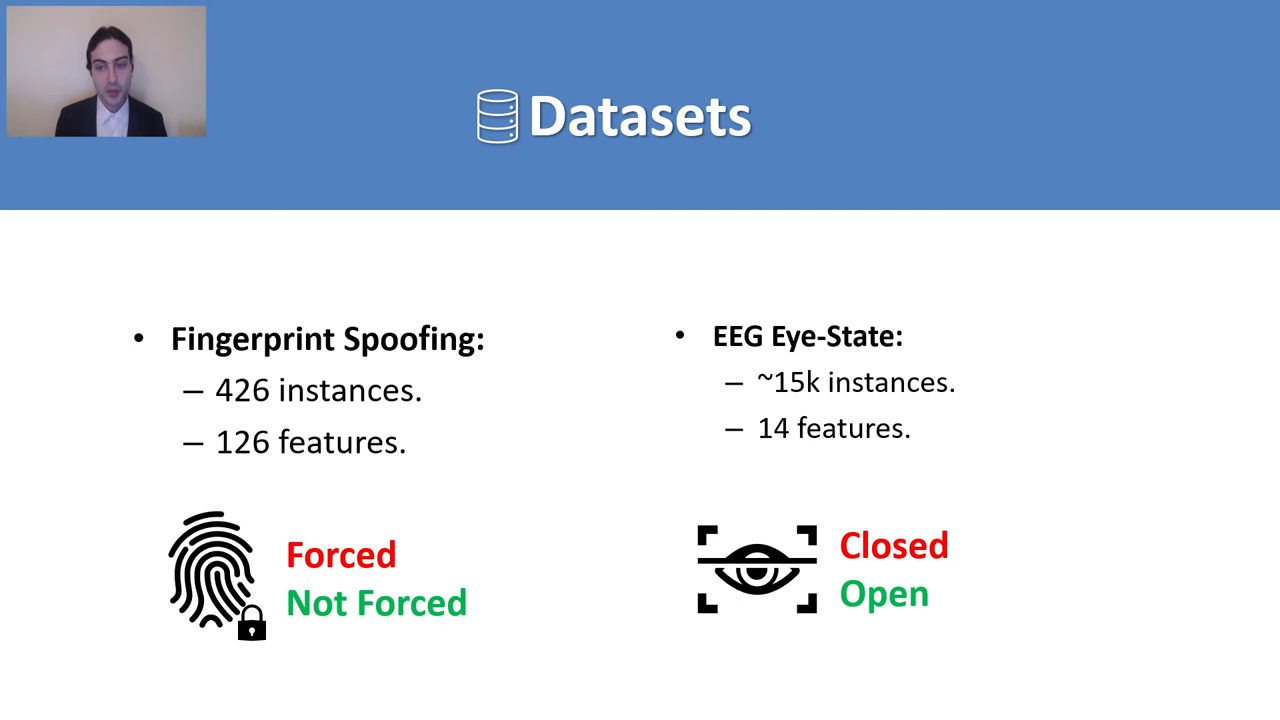 Datasets
• Fingerprint Spoofing:
– 426 instances.
– 126 features.
Forced
Not Forced
• EEG Eye-State:
– ~15k instances.
– 14 features.
Closed
Open